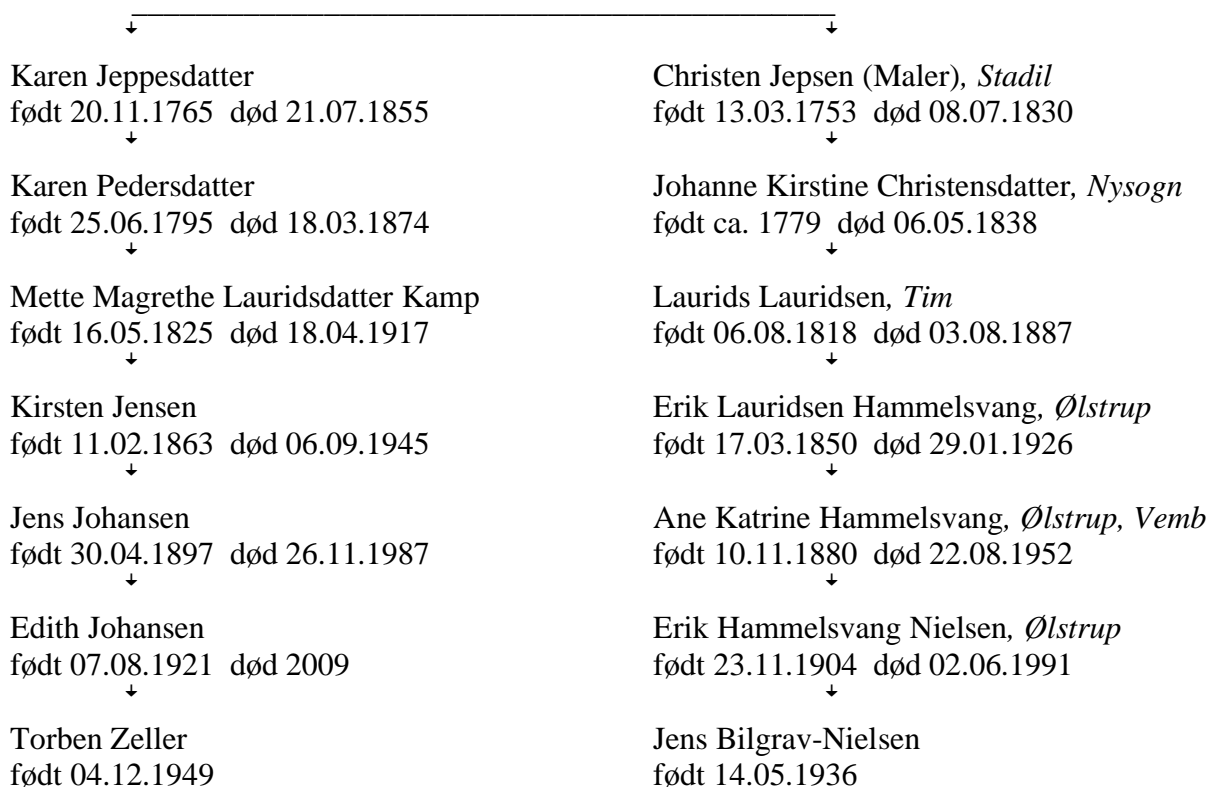 Karen Jeppesdatter
født 20.11.1765 død 21.07.1855
Karen Pedersdatter
født 25.06.1795 død 18.03.1874
Mette Magrethe Lauridsdatter Kamp
født 16.05.1825 død 18.04.1917
Kirsten Jensen
født 11.02.1863 død 06.09.1945
Jens Johansen
født 30.04.1897 død 26.11.1987
Edith Johansen
født 07.08.1921 død 2009
Torben Zeller
født 04.12.1949
Christen Jepsen (Maler), Stadil
født 13.03.1753 død 08.07.1830
Johanne Kirstine Christensdatter, Nysogn
født ca. 1779 død 06.05.1838
Laurids Lauridsen, Tim
født 06.08.1818 død 03.08.1887
Erik Lauridsen Hammelsvang, Ølstrup
født 17.03.1850 død 29.01.1926
Ane Katrine Hammelsvang, Ølstrup, Vemb
født 10.11.1880 død 22.08.1952
Erik Hammelsvang Nielsen, Ølstrup
født 23.11.1904 død 02.06.1991
Jens Bilgrav-Nielsen
født 14.05.1936